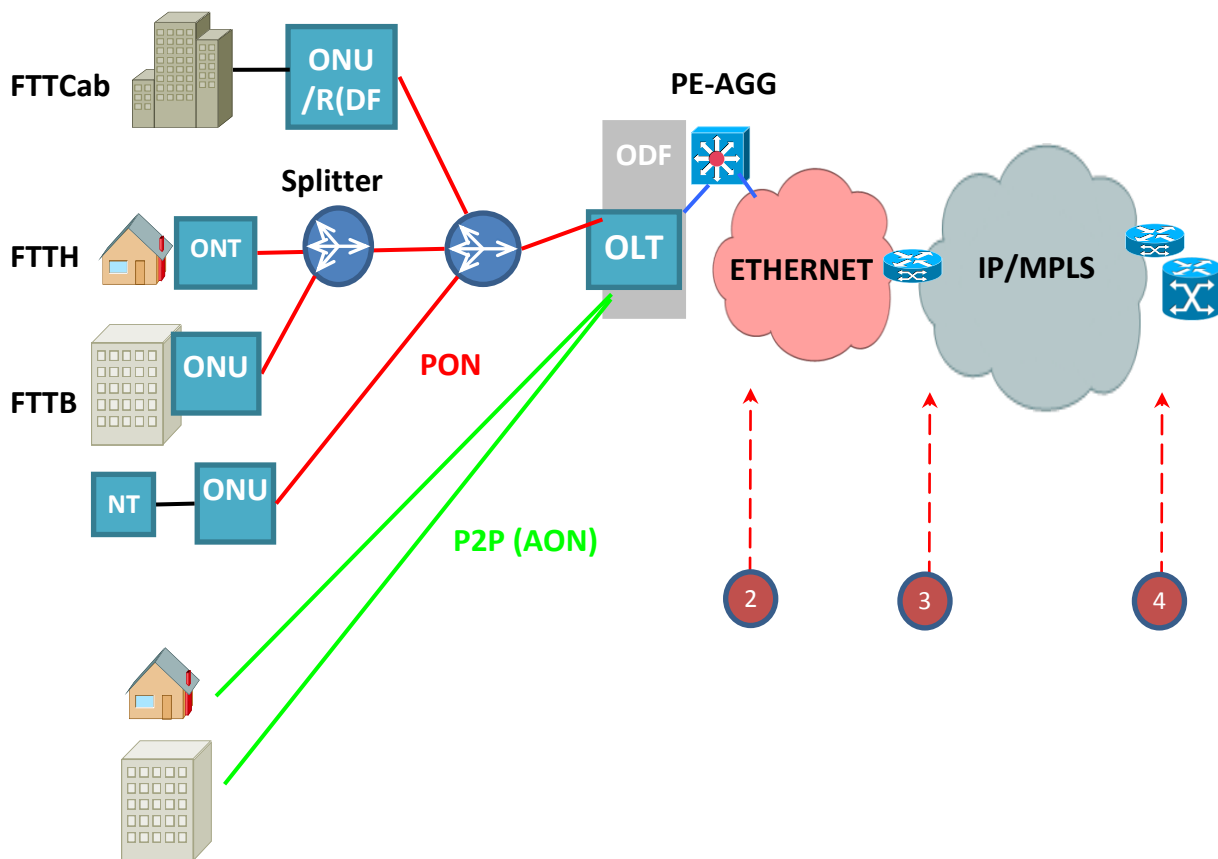 FTTCab
ONU
/R(DF
PE-AGG
ODF
Splitter
FTTH
ONT
OLT
ETHERNET
IP/MPLS
FTTB
ONU
PON
NT
ONU
P2P (AON)
2
3
4